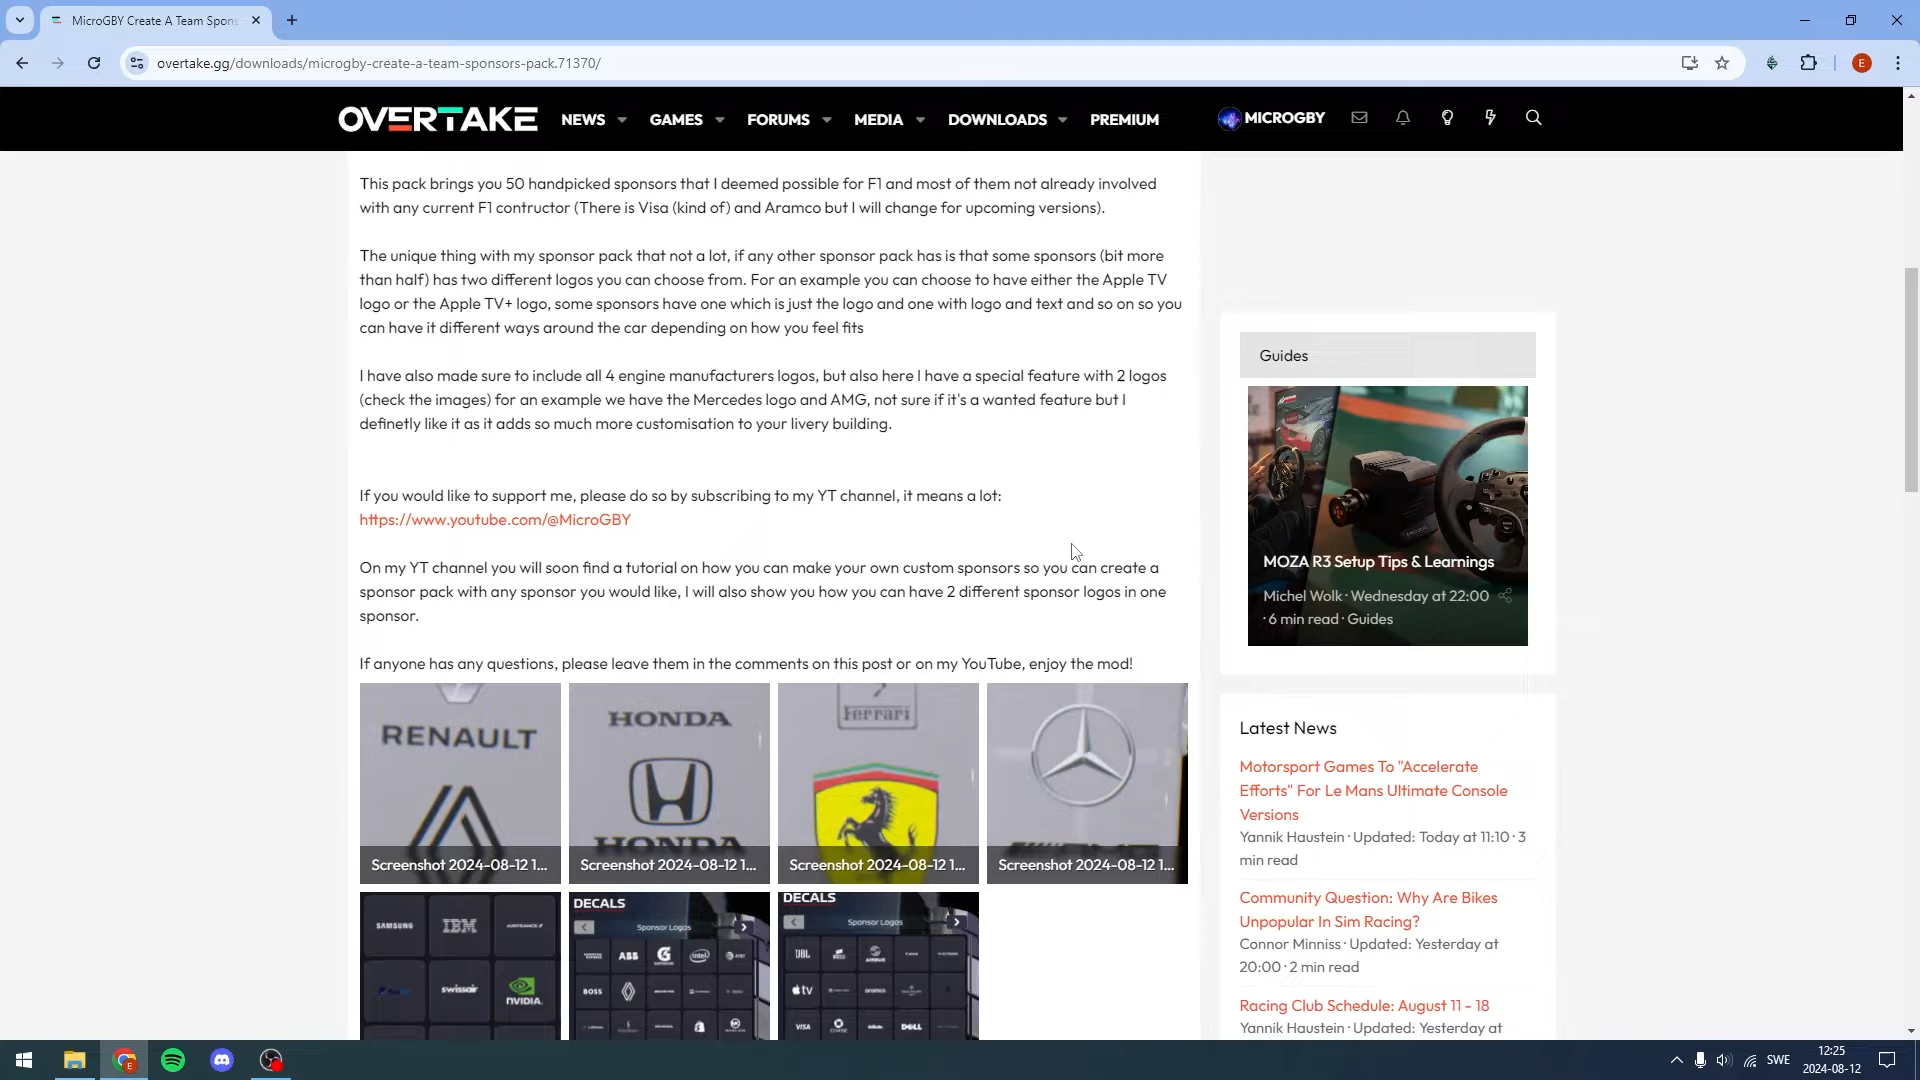 MicroGBY Create A Team Spons
overtake.gg/downloads/microgby-create-a-team-sponsors-pack.71370/
E
OVERTAKE
NEWS
GAMES
FORUMS
MEDIA
DOWNLOADS
PREMIUM
MICROGBY
This pack brings you 50 handpicked sponsors that I deemed possible for F1 and most of them not already involved
with any current F1 contructor (There is Visa (kind of) and Aramco but I will change for upcoming versions).
The unique thing with my sponsor pack that not a lot, if any other sponsor pack has is that some sponsors (bit more
than half) has two different logos you can choose from. For an example you can choose to have either the Apple TV
logo or the Apple TV+ logo, some sponsors have one which is just the logo and one with logo and text and so on so you
can have it different ways around the car depending on how you feel fits
I have also made sure to include all 4 engine manufacturers logos, but also here I have a special feature with 2 logos
(check the images) for an example we have the Mercedes logo and AMG, not sure if it's a wanted feature but I
definetly like it as it adds so much more customisation to your livery building.
If you would like to support me, please do so by subscribing to my YT channel, it means a lot:
https://www.youtube.com/@MicroGBY
On my YT channel you will soon find a tutorial on how you can make your own custom sponsors so you can create a
sponsor pack with any sponsor you would like, I will also show you how you can have 2 different sponsor logos in one
sponsor.
If anyone has any questions, please leave them in the comments on this post or on my YouTube, enjoy the mod!
RENAULT
Screenshot 2024-08-12 1...
HONDA
HONDA
Screenshot 2024-08-12 1...
Ferrari
Screenshot 2024-08-12 1...
Screenshot 2024-08-12 1...
SAMSUNG
IBM
AIRFRANCE
swissair
NVIDIA.
DECALS
Sponsor Logos
ABB
intel
AT&T
BOSS
DECALS
Sponsor Logos
JBL
AIRBUS
tv
aramco
VISA
CHASE
DELL
Guides
MOZA R3 Setup Tips & Learnings
Michel Wolk · Wednesday at 22:00
· 6 min read · Guides
Latest News
Motorsport Games To "Accelerate
Efforts" For Le Mans Ultimate Console
Versions
Yannik Haustein · Updated: Today at 11:10 · 3
min read
Community Question: Why Are Bikes
Unpopular In Sim Racing?
Connor Minniss · Updated: Yesterday at
20:00 · 2 min read
Racing Club Schedule: August 11 - 18
Yannik Haustein · Updated: Yesterday at
SWE
12:25
2024-08-12